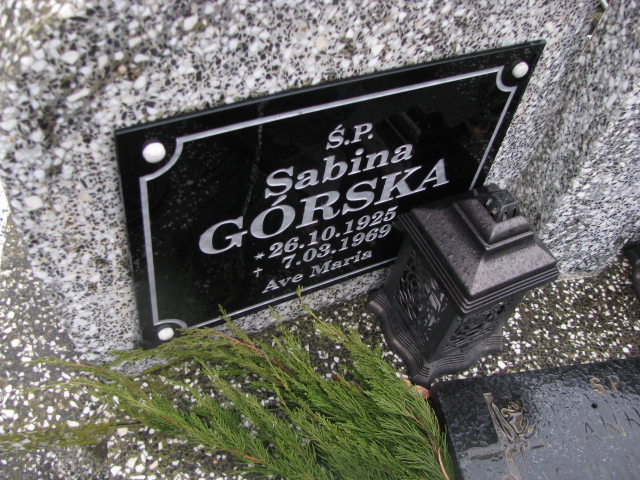 Ś.P.
Sabina
GÓRSKA
* 26.10.1925
† 7.03.1969
Ave Maria